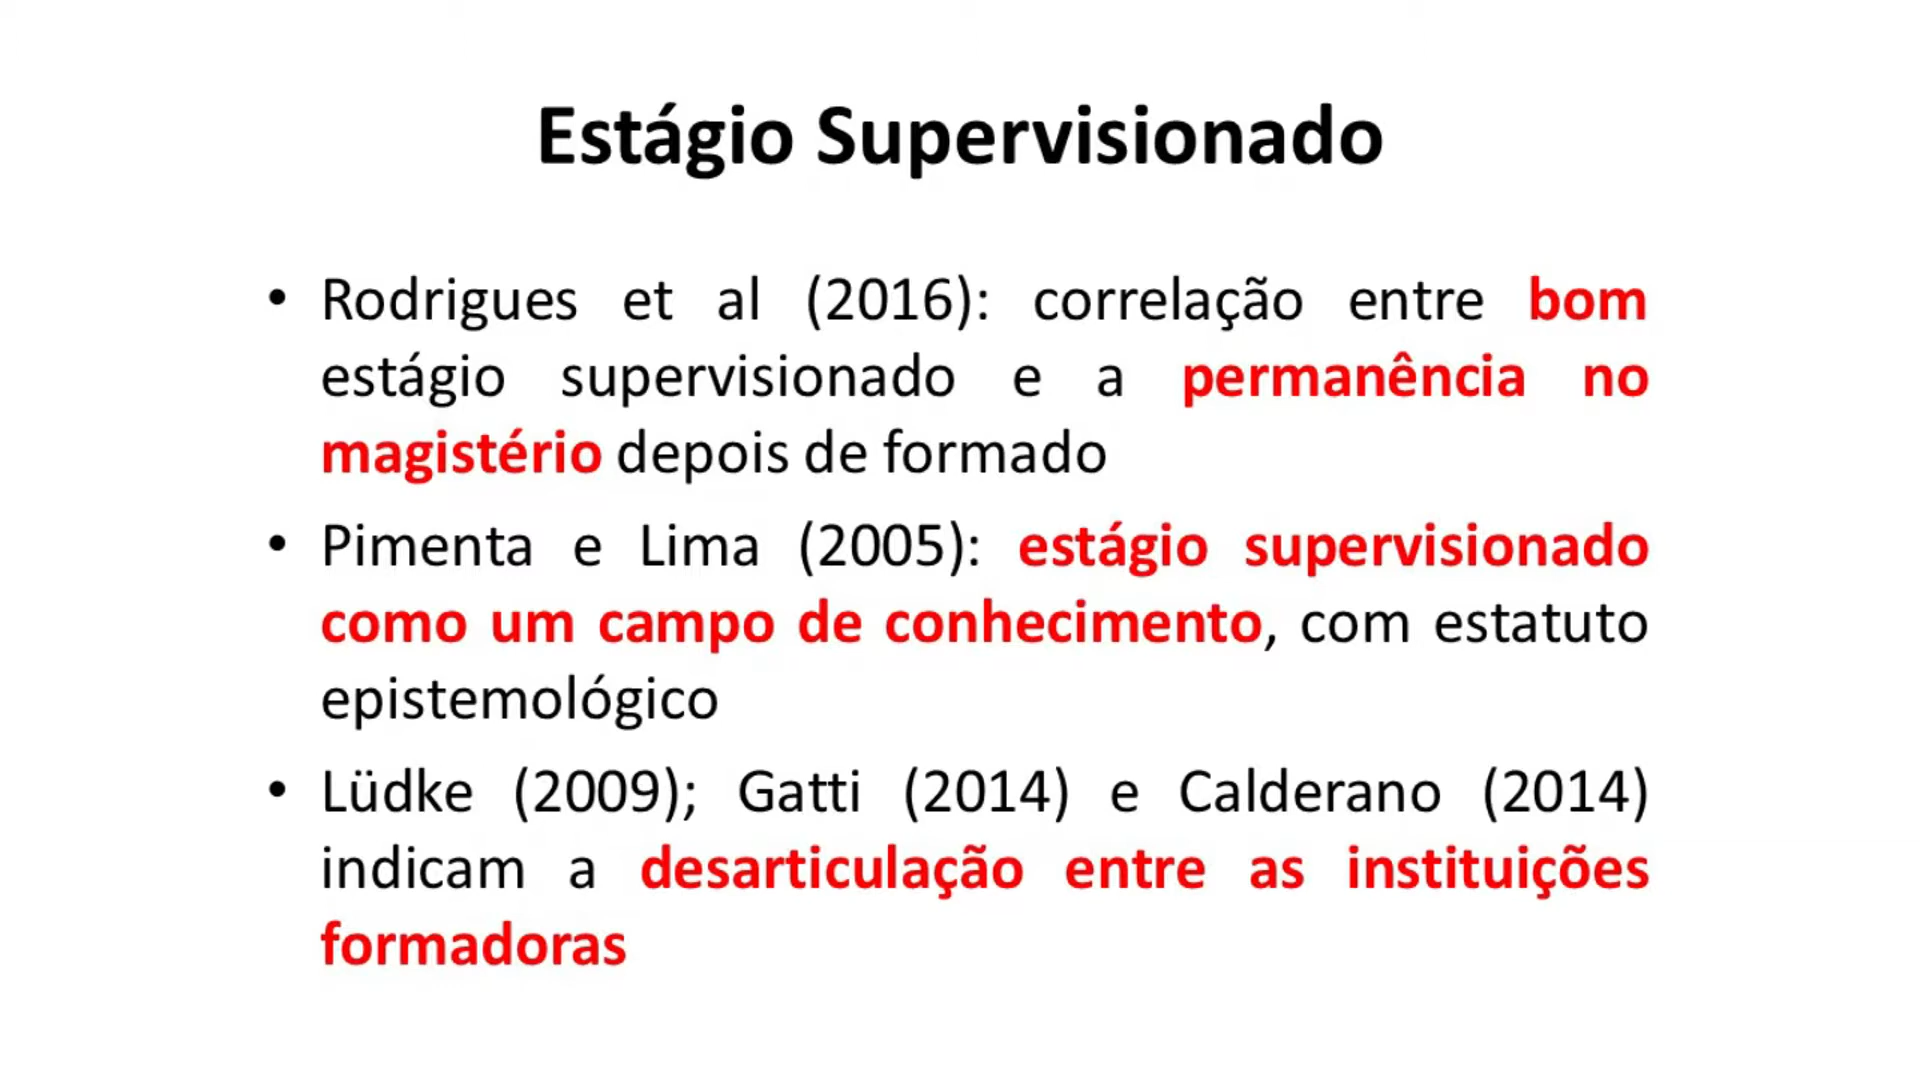 Estágio Supervisionado
• Rodrigues et al (2016): correlação entre bom
estágio supervisionado e a permanência no
magistério depois de formado
• Pimenta e Lima (2005): estágio supervisionado
como um campo de conhecimento, com estatuto
epistemológico
• Lüdke (2009); Gatti (2014) e Calderano (2014)
indicam a desarticulação entre as instituições
formadoras